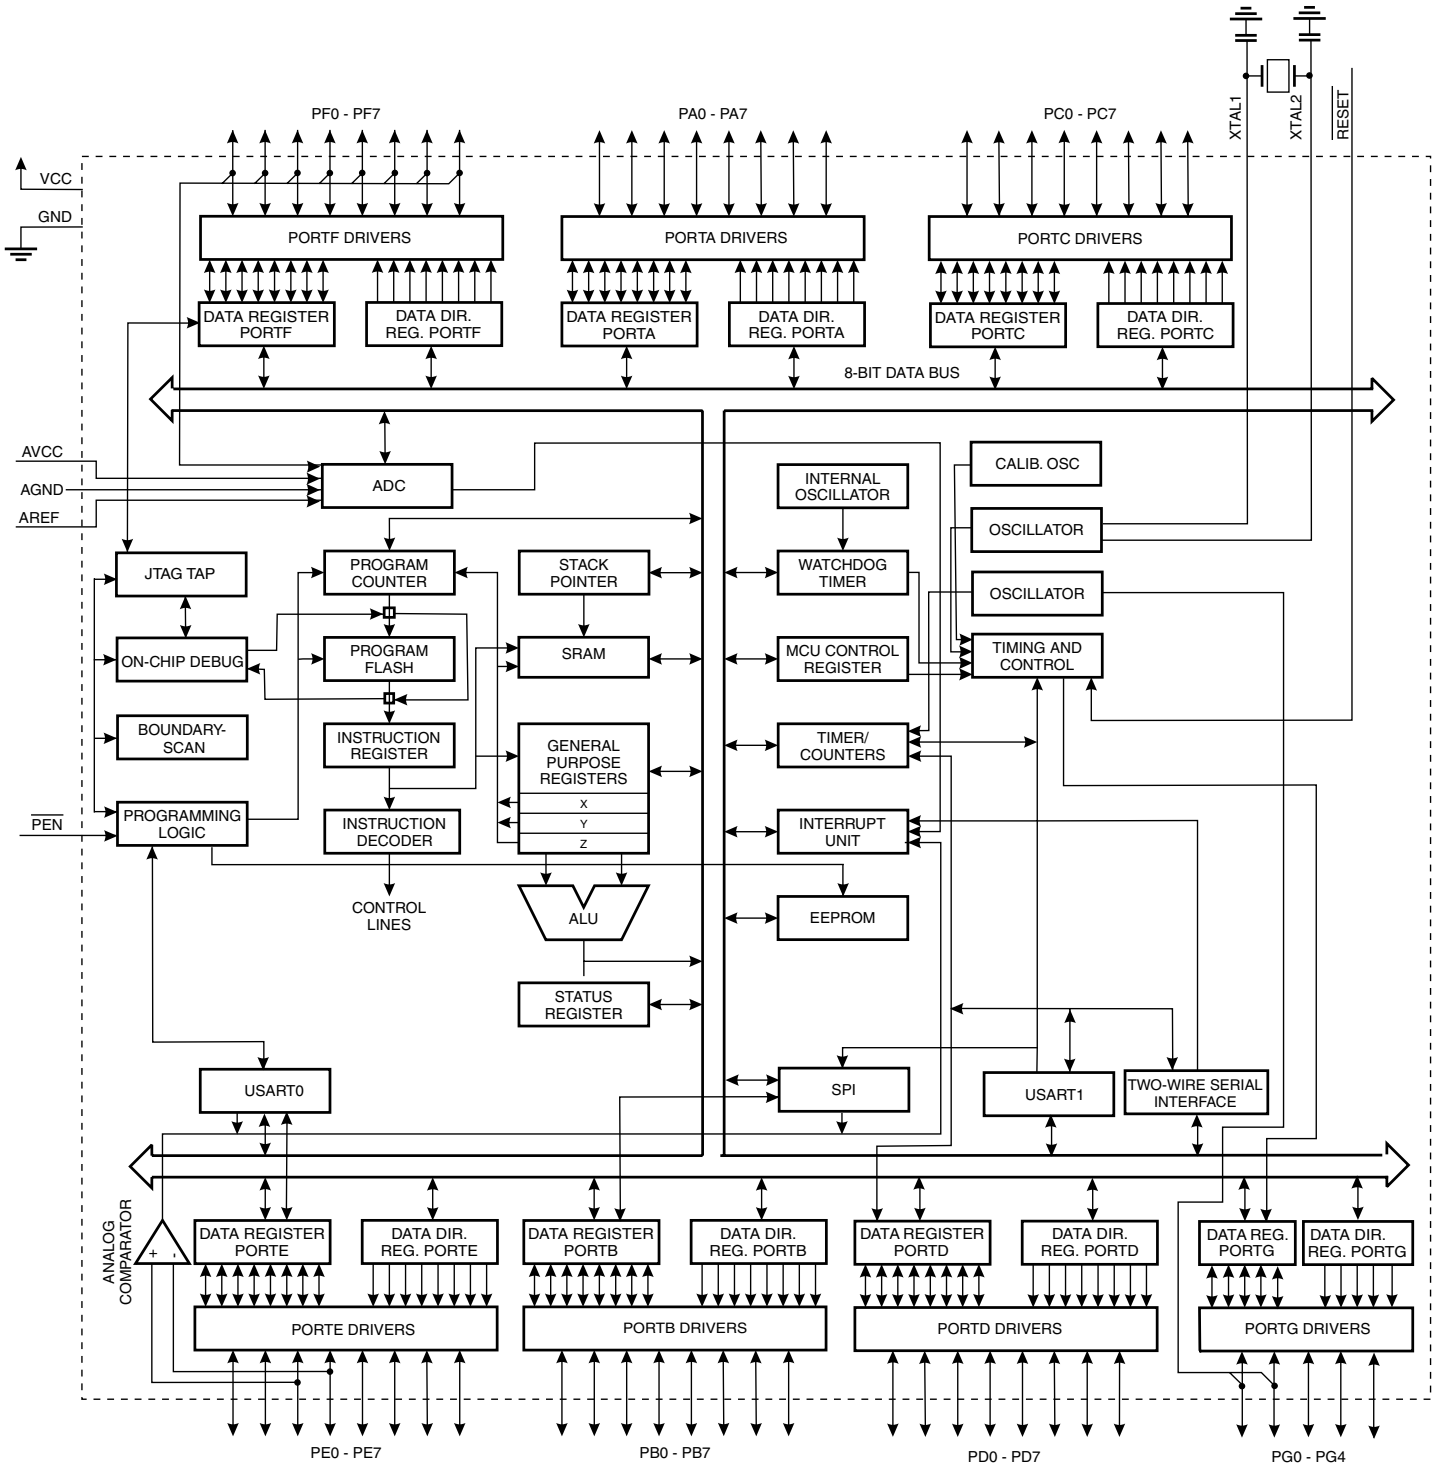 XTAL1
XTAL2
RESET
PF0 - PF7
PA0 - PA7
PC0 - PC7
VCC
GND
PORTF DRIVERS
PORTA DRIVERS
PORTC DRIVERS
DATA REGISTER
PORTF
DATA DIR.
REG. PORTF
DATA REGISTER
PORTA
DATA DIR.
REG. PORTA
DATA REGISTER
PORTC
DATA DIR.
REG. PORTC
8-BIT DATA BUS
AVCC
AGND
AREF
ADC
INTERNAL
OSCILLATOR
CALIB. OSC
OSCILLATOR
JTAG TAP
PROGRAM
COUNTER
STACK
POINTER
WATCHDOG
TIMER
OSCILLATOR
ON-CHIP DEBUG
PROGRAM
FLASH
SRAM
MCU CONTROL
REGISTER
TIMING AND
CONTROL
BOUNDARY-
SCAN
INSTRUCTION
REGISTER
GENERAL
PURPOSE
REGISTERS
X
Y
Z
TIMER/
COUNTERS
PEN
PROGRAMMING
LOGIC
INSTRUCTION
DECODER
INTERRUPT
UNIT
CONTROL
LINES
ALU
EEPROM
STATUS
REGISTER
USART0
SPI
USART1
TWO-WIRE SERIAL
INTERFACE
ANALOG
COMPARATOR
+
-
DATA REGISTER
PORTE
DATA DIR.
REG. PORTE
DATA REGISTER
PORTB
DATA DIR.
REG. PORTB
DATA REGISTER
PORTD
DATA DIR.
REG. PORTD
DATA REG.
PORTG
DATA DIR.
REG. PORTG
PORTE DRIVERS
PORTB DRIVERS
PORTD DRIVERS
PORTG DRIVERS
PE0 - PE7
PB0 - PB7
PD0 - PD7
PG0 - PG4